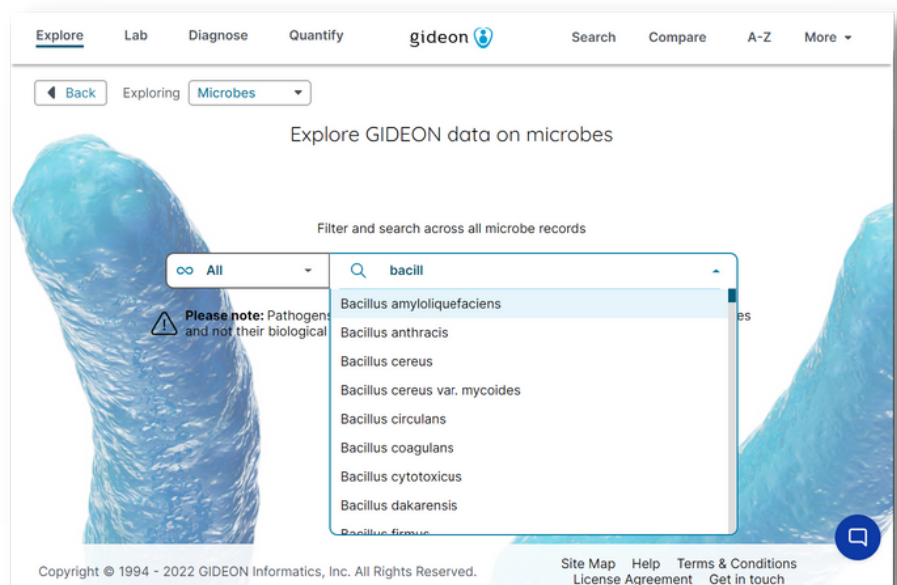 Explore Lab Diagnose Quantify gideon Search Compare A-Z More
Back Exploring Microbes
Explore GIDEON data on microbes
Filter and search across all microbe records
All bacill
Bacillus amyloliquefaciens
Please note: Pathogens es
and not their biological
Bacillus anthracis
Bacillus cereus
Bacillus cereus var. mycoides
Bacillus circulans
Bacillus coagulans
Bacillus cytotoxicus
Bacillus dakarensis
Bacillus firmus
Copyright © 1994 - 2022 GIDEON Informatics, Inc. All Rights Reserved.
Site Map Help Terms & Conditions
License Agreement Get in touch